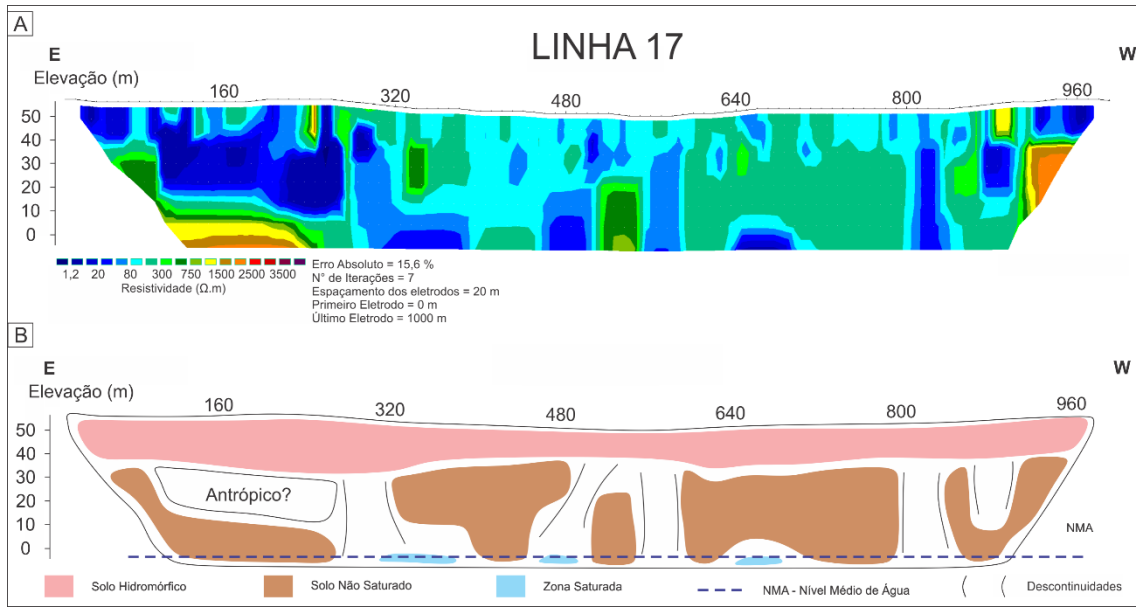 A
LINHA 17
E
W
Elevação (m)
160
320
480
640
800
960
50
40
30
20
10
0
1,2 20 80 300 750 1500 2500 3500
Resistividade (Ω.m)
Erro Absoluto = 15,6 %
N° de Iterações = 7
Espaçamento dos eletrodos = 20 m
Primeiro Eletrodo = 0 m
Último Eletrodo = 1000 m
B
E
W
Elevação (m)
160
320
480
640
800
960
50
40
30
20
10
0
Antrópico?
NMA
Solo Hidromórfico
Solo Não Saturado
Zona Saturada
NMA - Nível Médio de Água
Descontinuidades